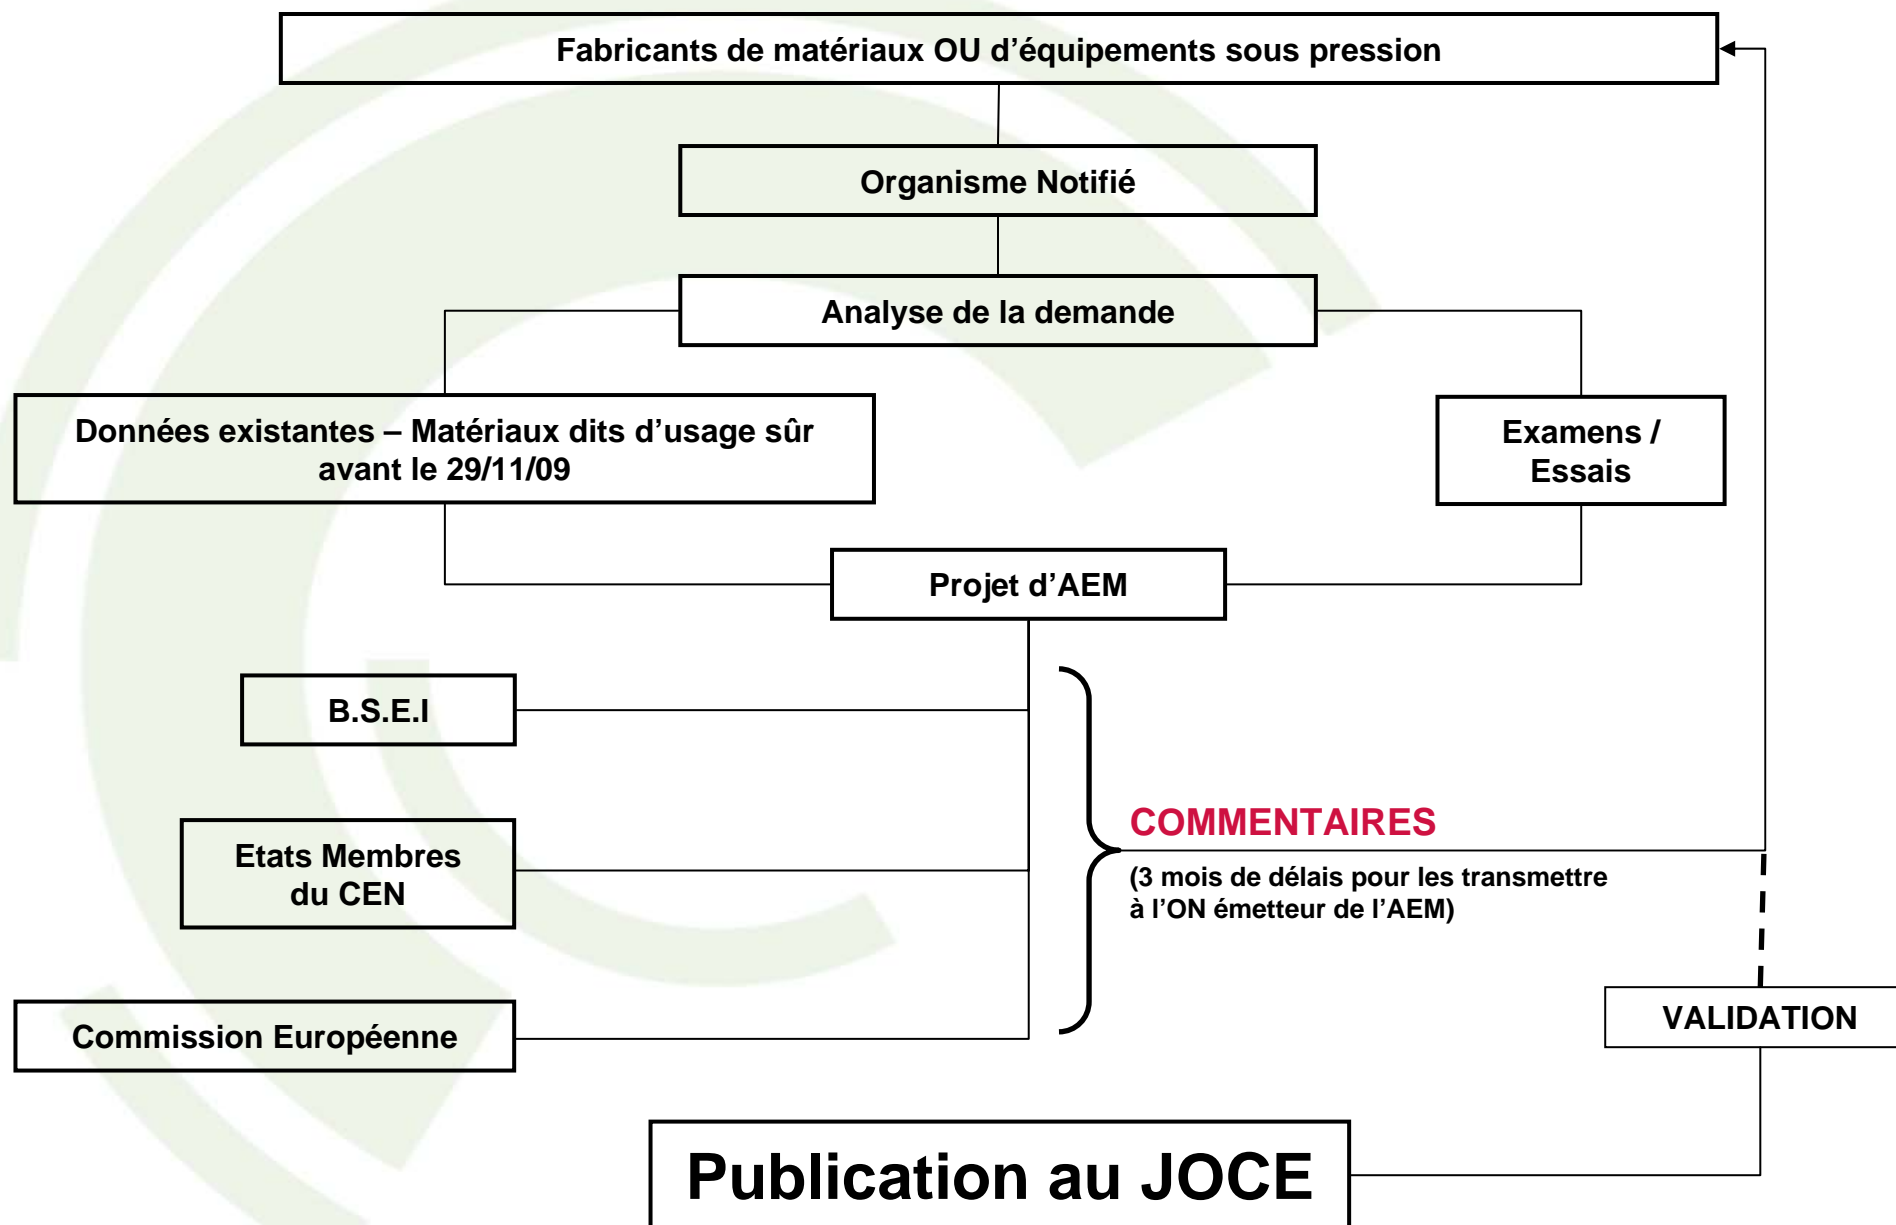 Fabricants de matériaux OU d’équipements sous pression
Organisme Notifié
Analyse de la demande
Données existantes – Matériaux dits d’usage sûr
avant le 29/11/09
Examens /
Essais
Projet d’AEM
B.S.E.I
Etats Membres
du CEN
Commission Européenne
COMMENTAIRES
(3 mois de délais pour les transmettre
à l’ON émetteur de l’AEM)
VALIDATION
Publication au JOCE